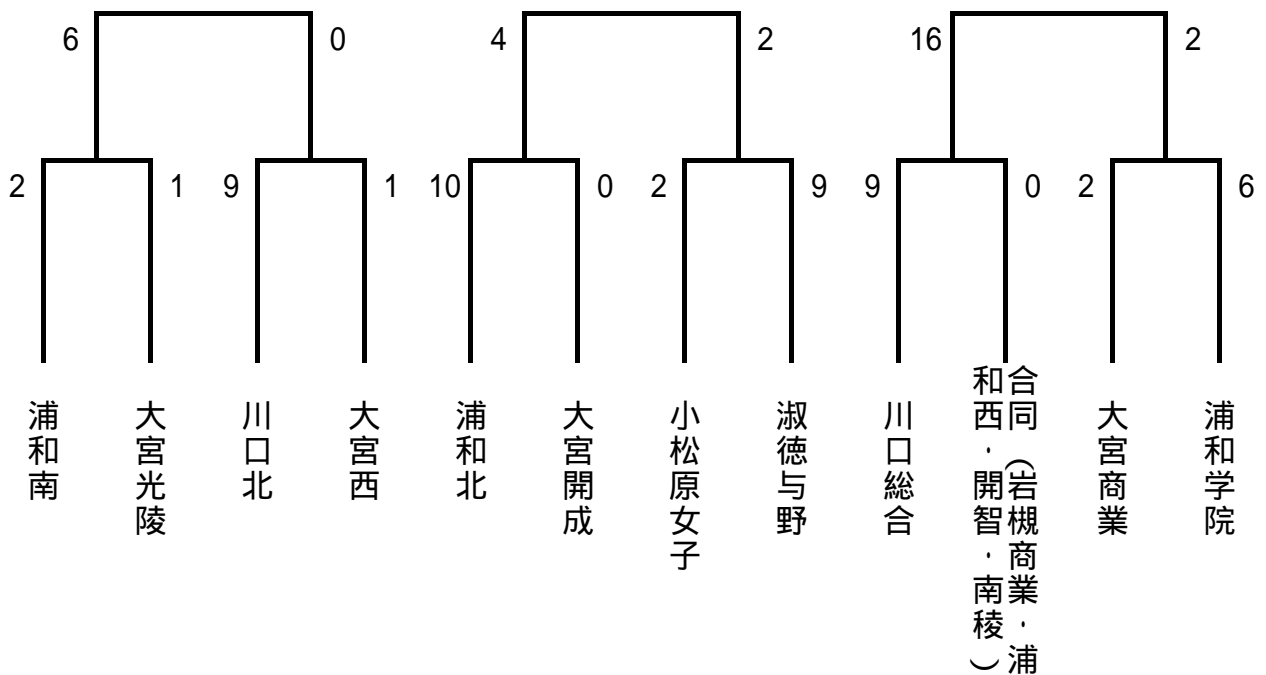 6 0 4 2 16 2
2 1 9 1 10 0 2 9 9 0 2 6
浦和南
大宮光陵
川口北
大宮西
浦和北
大宮開成
小松原女子
淑徳与野
川口総合
合同（岩槻商業・浦
和西・開智・南稜）
大宮商業
浦和学院